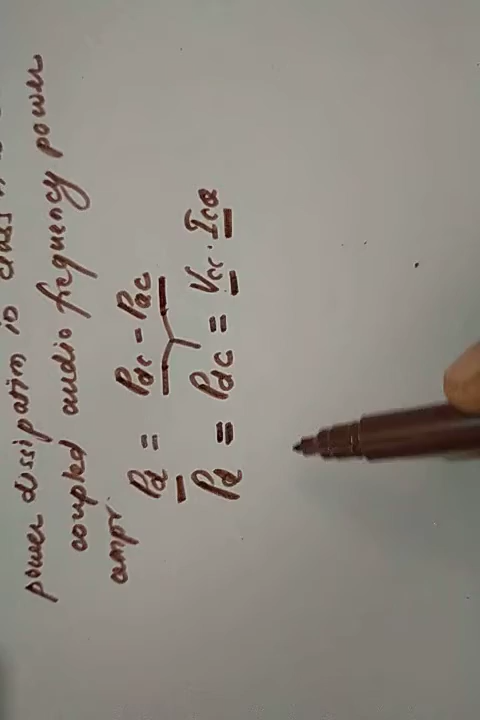 power dissipation in class
coupled audio frequency power
ampr.
Pd = Pdc - Pac
Pd = Pdc = Vcc . IcQ